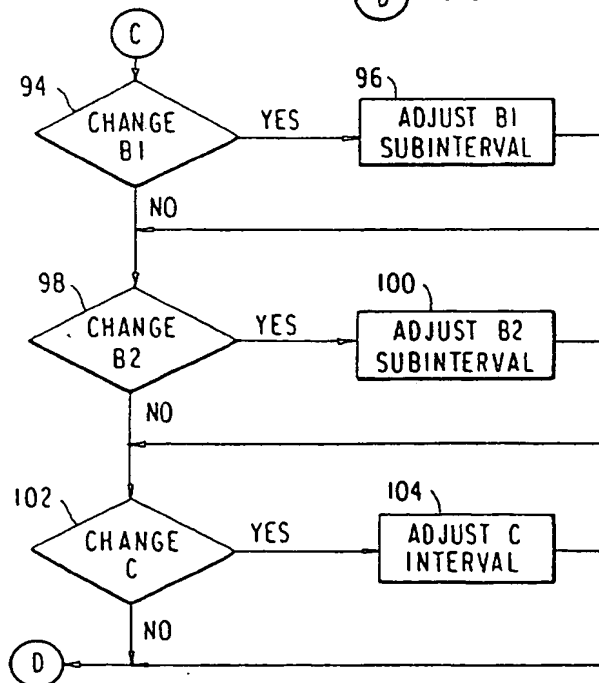 C
94
CHANGE
B1
YES
96
ADJUST B1
SUBINTERVAL
NO
98
CHANGE
B2
YES
100
ADJUST B2
SUBINTERVAL
NO
102
CHANGE
C
YES
104
ADJUST C
INTERVAL
NO
D